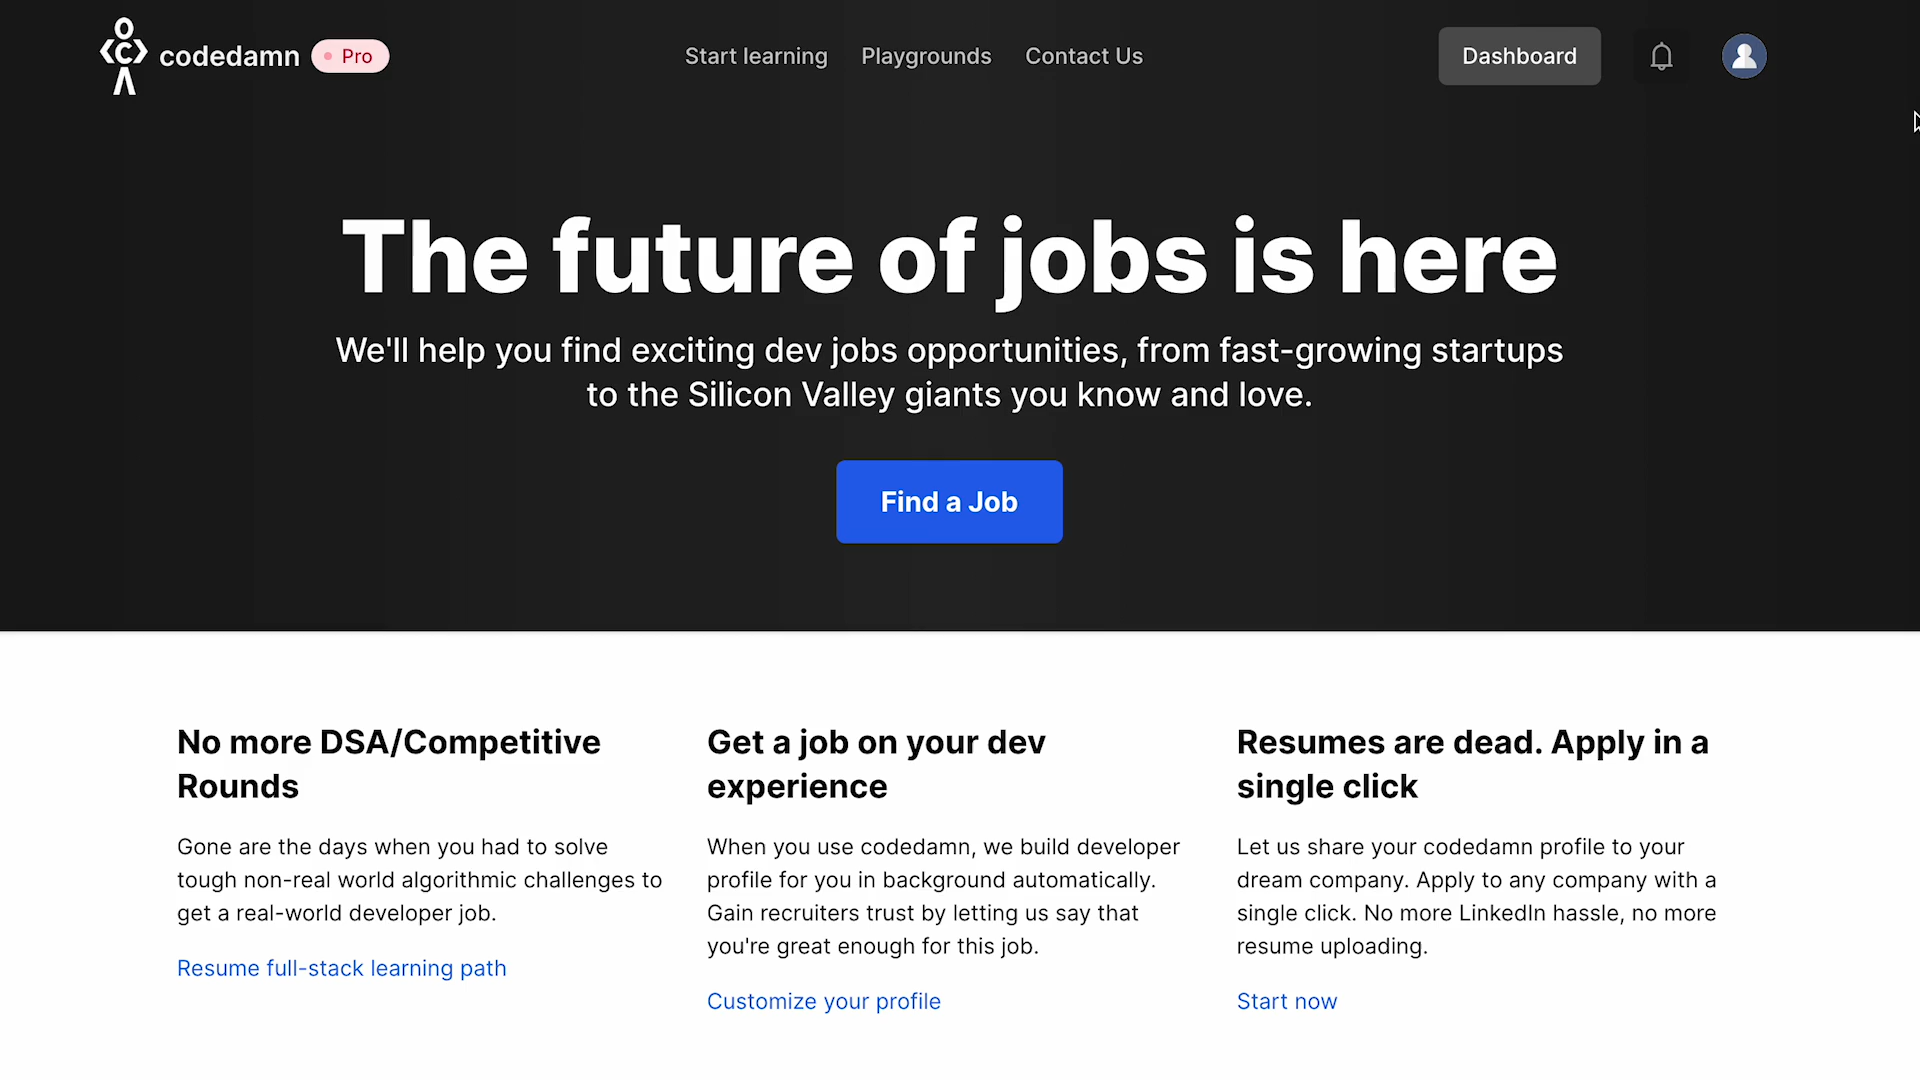 codedamn
Pro
Start learning
Playgrounds
Contact Us
Dashboard
The future of jobs is here
We'll help you find exciting dev jobs opportunities, from fast-growing startups
to the Silicon Valley giants you know and love.
Find a Job
No more DSA/Competitive
Rounds
Gone are the days when you had to solve
tough non-real world algorithmic challenges to
get a real-world developer job.
Resume full-stack learning path
Get a job on your dev
experience
When you use codedamn, we build developer
profile for you in background automatically.
Gain recruiters trust by letting us say that
you're great enough for this job.
Customize your profile
Resumes are dead. Apply in a
single click
Let us share your codedamn profile to your
dream company. Apply to any company with a
single click. No more LinkedIn hassle, no more
resume uploading.
Start now